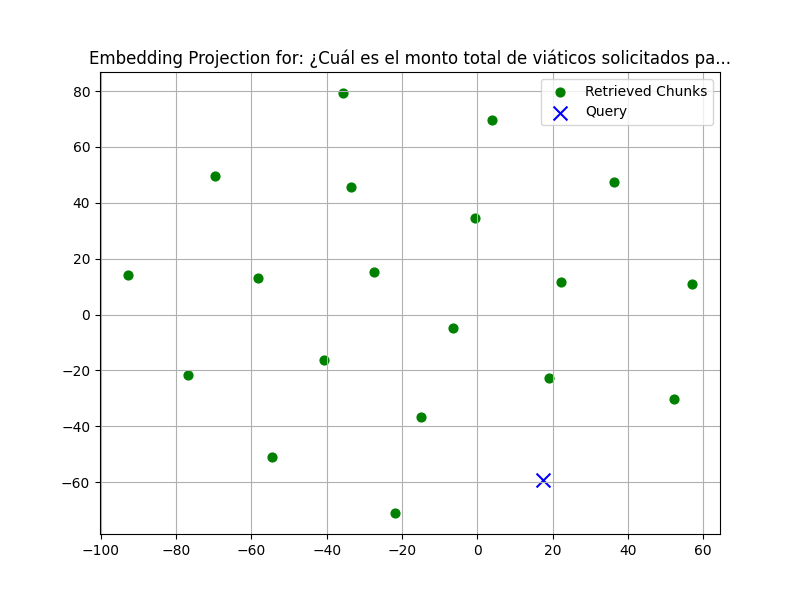 Embedding Projection for: ¿Cuál es el monto total de viáticos solicitados pa...
Retrieved Chunks
Query
80
60
40
20
0
−20
−40
−60
−100 −80 −60 −40 −20 0 20 40 60